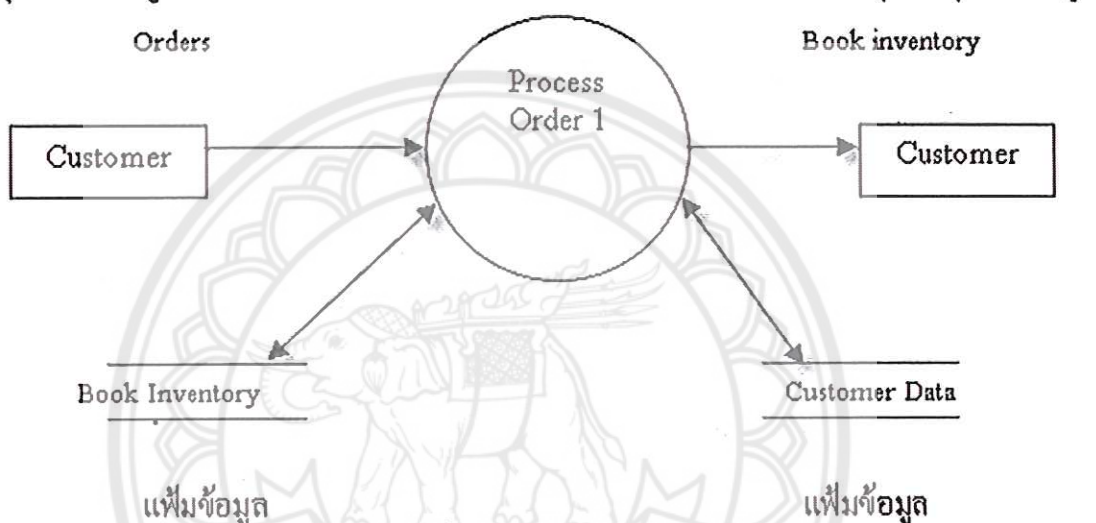 Orders
Book inventory
Process
Order 1
Customer
Customer
Book Inventory
Customer Data
แฟ้มข้อมูล
แฟ้มข้อมูล